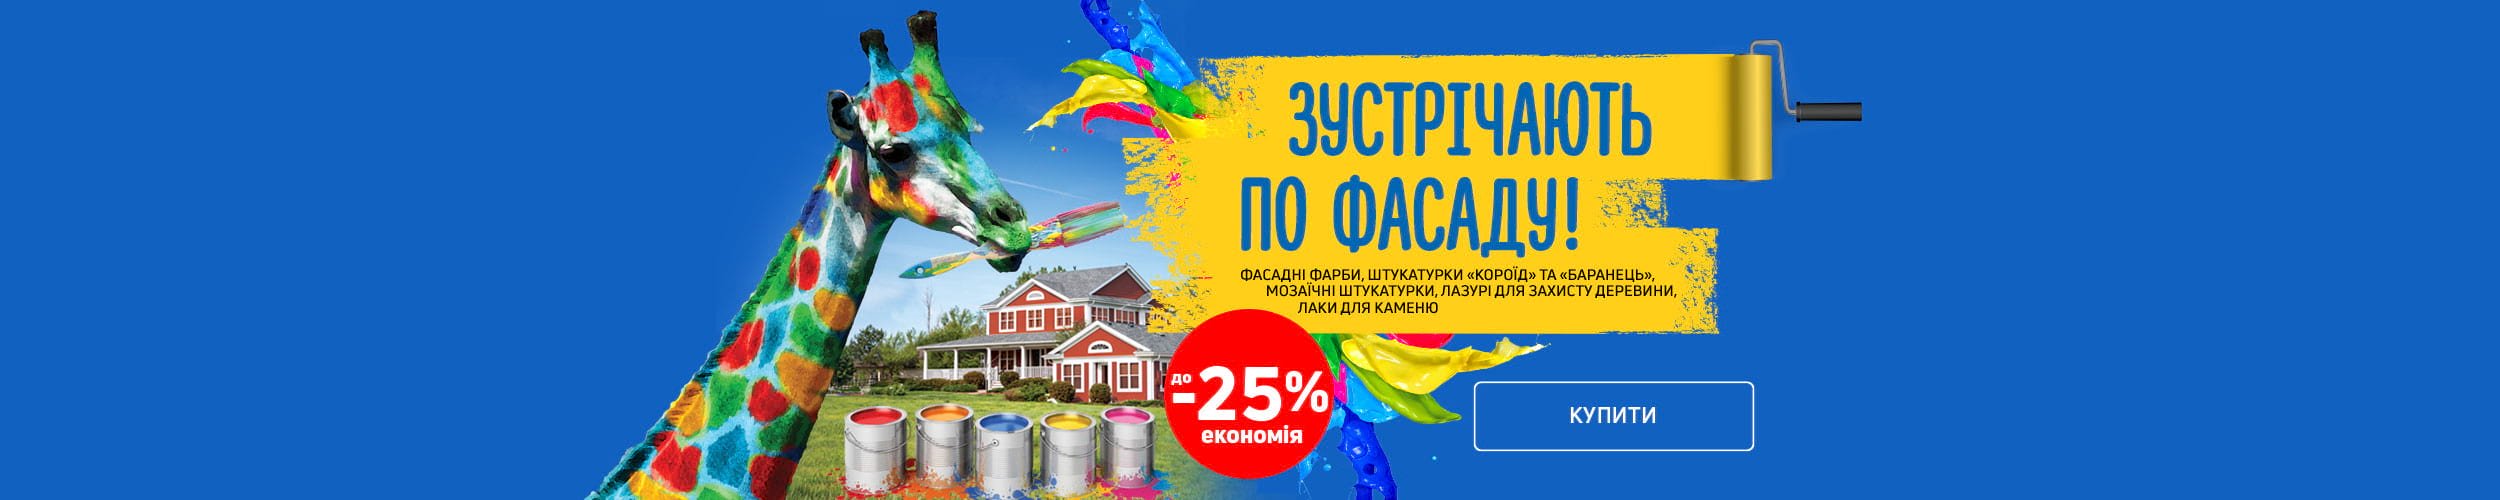 ЗУСТРІЧАЮТЬ
ПО ФАСАДУ!
ФАСАДНІ ФАРБИ, ШТУКАТУРКИ «КОРОЇД» ТА «БАРАНЕЦЬ»,
МОЗАЇЧНІ ШТУКАТУРКИ, ЛАЗУРІ ДЛЯ ЗАХИСТУ ДЕРЕВИНИ,
ЛАКИ ДЛЯ КАМЕНЮ
до
-25%
економія
КУПИТИ